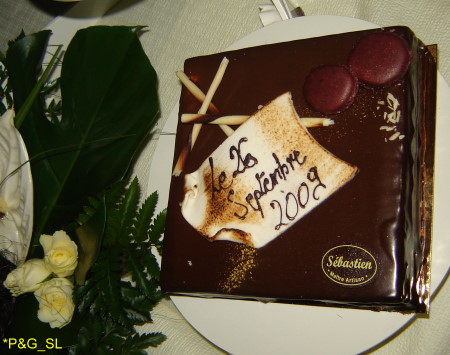 Le 26
Septembre
2009
Sébastien
• Maître Artisan •
*P&G_SL